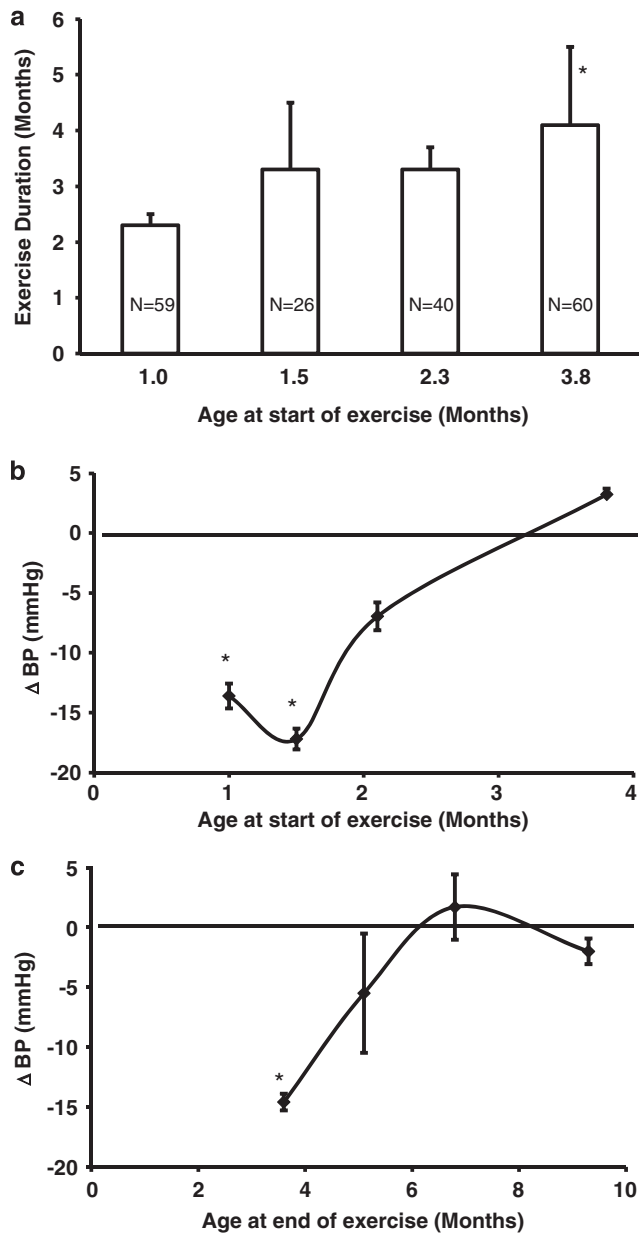 a
Exercise Duration (Months)
6
5
4
3
2
1
0
*
N=59 N=26 N=40 N=60
1.0 1.5 2.3 3.8
Age at start of exercise (Months)
b
Δ BP (mmHg)
5
0
-5
-10
-15
-20
*
*
0 1 2 3 4
Age at start of exercise (Months)
c
Δ BP (mmHg)
5
0
-5
-10
-15
-20
*
0 2 4 6 8 10
Age at end of exercise (Months)